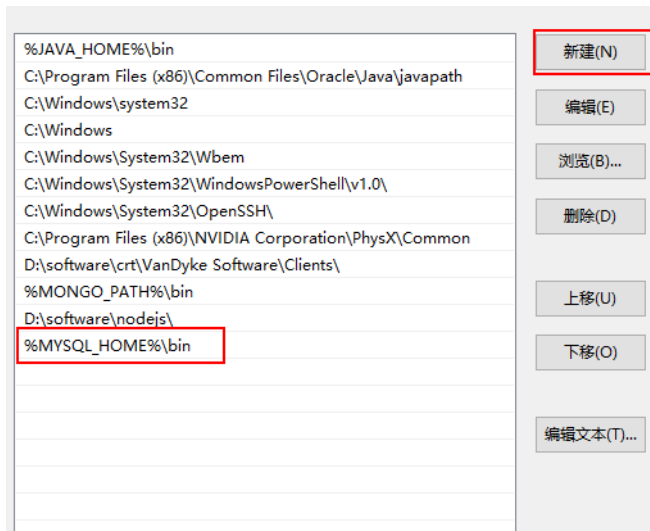 %JAVA_HOME%\bin
C:\Program Files (x86)\Common Files\Oracle\Java\javapath
C:\Windows\system32
C:\Windows
C:\Windows\System32\Wbem
C:\Windows\System32\WindowsPowerShell\v1.0\
C:\Windows\System32\OpenSSH\
C:\Program Files (x86)\NVIDIA Corporation\PhysX\Common
D:\software\crt\VanDyke Software\Clients\
%MONGO_PATH%\bin
D:\software\nodejs\
%MYSQL_HOME%\bin
新建(N)
编辑(E)
浏览(B)...
删除(D)
上移(U)
下移(O)
编辑文本(T)...